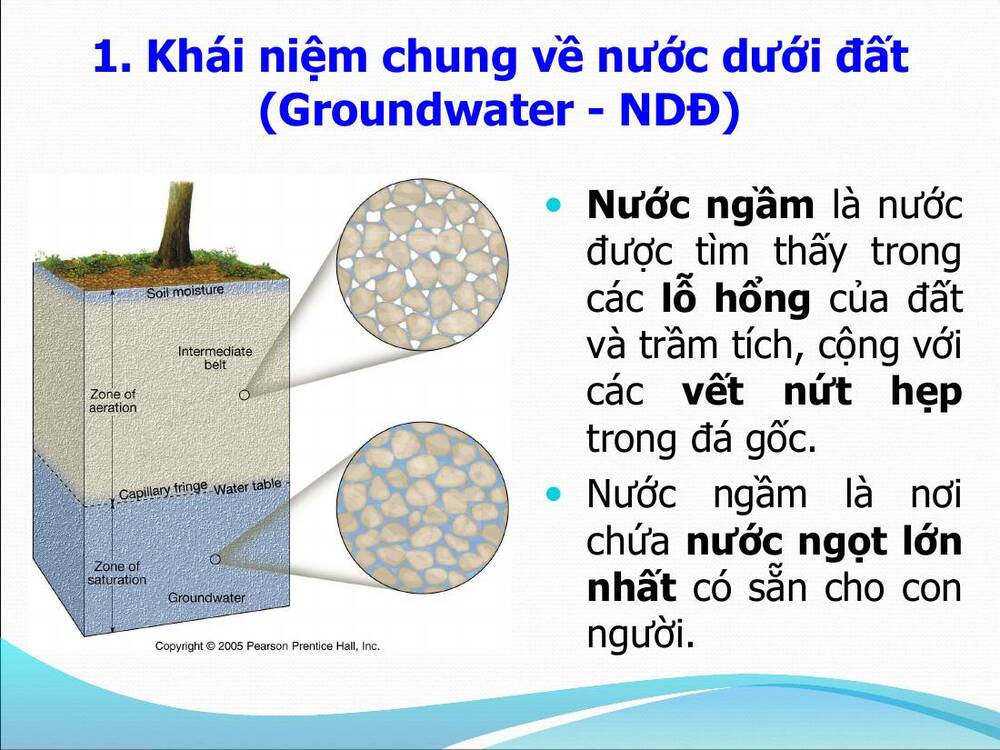 1. Khái niệm chung về nước dưới đất
(Groundwater - NDĐ)
Soil moisture
Intermediate
belt
Zone of
aeration
Capillary fringe
Water table
Zone of
saturation
Groundwater
Copyright © 2005 Pearson Prentice Hall, Inc.
• Nước ngầm là nước
được tìm thấy trong
các lỗ hổng của đất
và trầm tích, cộng với
các vết nứt hẹp
trong đá gốc.
• Nước ngầm là nơi
chứa nước ngọt lớn
nhất có sẵn cho con
người.